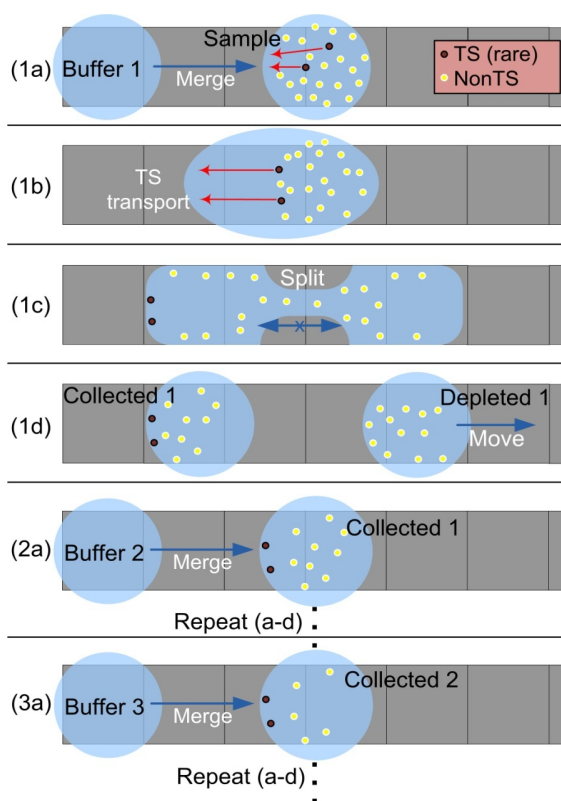 (1a)
Buffer 1
Merge
Sample
TS (rare)
NonTS
(1b)
TS
transport
(1c)
Split
x
(1d)
Collected 1
Depleted 1
Move
(2a)
Buffer 2
Merge
Collected 1
Repeat (a-d)
(3a)
Buffer 3
Merge
Collected 2
Repeat (a-d)